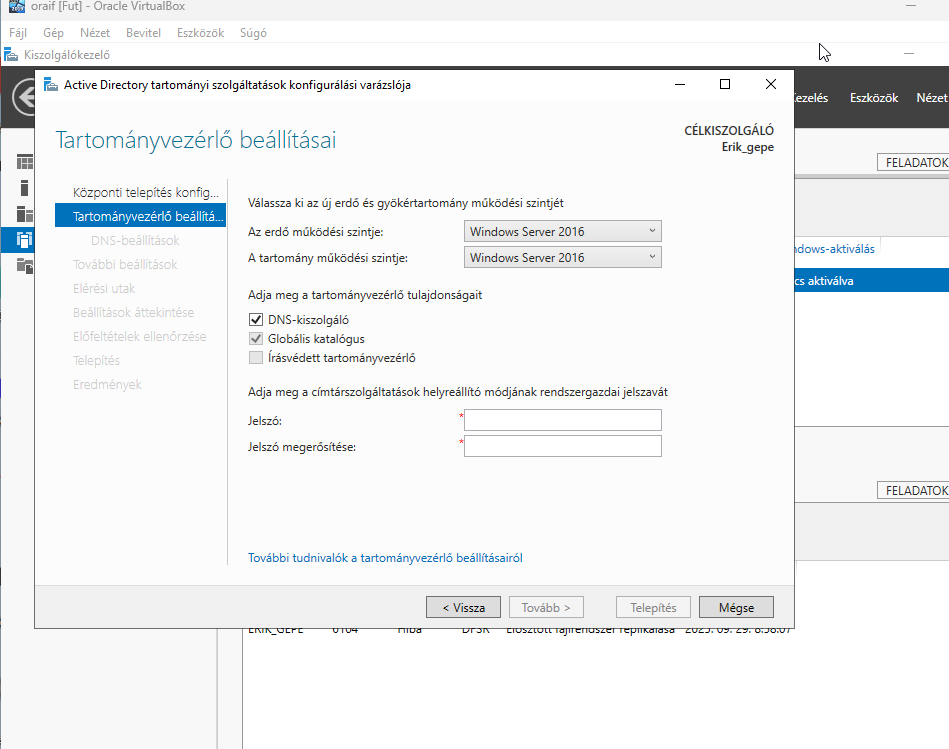 oraif [Fut] - Oracle VirtualBox
Fájl Gép Nézet Bevitel Eszközök Súgó
Kiszolgálókezelő
Active Directory tartományi szolgáltatások konfigurálási varázslója
Eszközök Nézet
Tartományvezérlő beállításai
CÉLKISZOLGÁLÓ
Erik_gepe
FELADATOK
Központi telepítés konfig...
Tartományvezérlő beállítá...
DNS-beállítások
További beállítások
Elérési utak
Beállítások áttekintése
Előfeltételek ellenőrzése
Telepítés
Eredmények
Válassza ki az új erdő és gyökértartomány működési szintjét
Az erdő működési szintje: Windows Server 2016
A tartomány működési szintje: Windows Server 2016
ndows-aktiválás
cs aktiválva
Adja meg a tartományvezérlő tulajdonságait
DNS-kiszolgáló
Globális katalógus
Írásvédett tartományvezérlő
Adja meg a címtárszolgáltatások helyreállító módjának rendszergazdai jelszavát
Jelszó: *
Jelszó megerősítése: *
FELADATOK
További tudnivalók a tartományvezérlő beállításairól
< Vissza Tovább > Telepítés Mégse
ERIK_GEPE 6104 Hiba DFSR Elosztott fájlrendszer replikálása 2025. 09. 29. 8:58:07